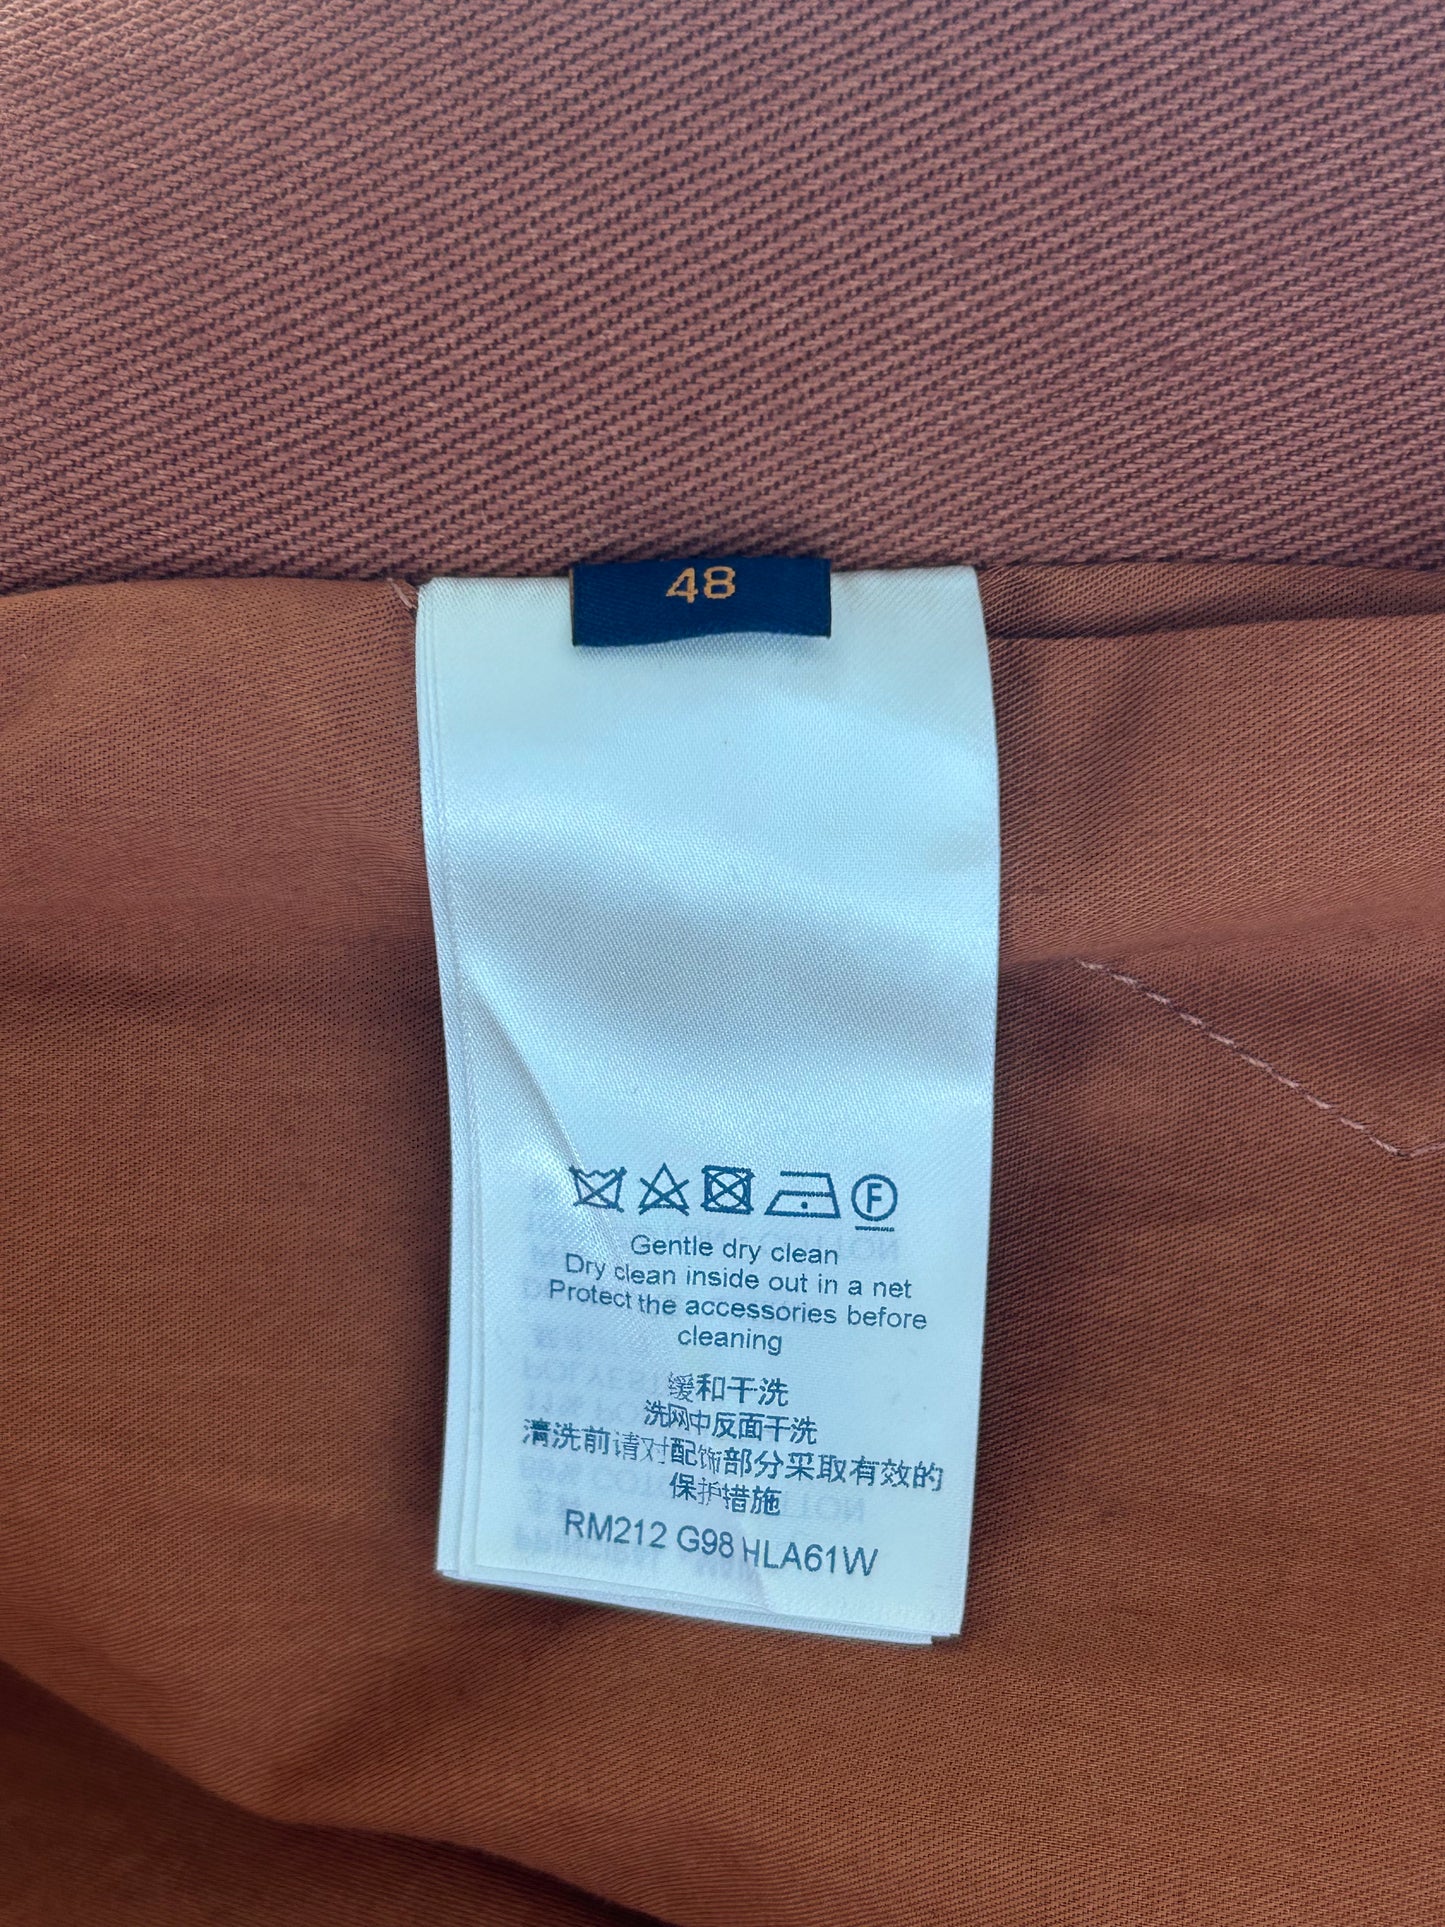 48
F
Gentle dry clean
Dry clean inside out in a net
Protect the accessories before
cleaning
缓和干洗
洗网中反面干洗
清洗前请对配饰部分采取有效的
保护措施
RM212 G98 HLA61W